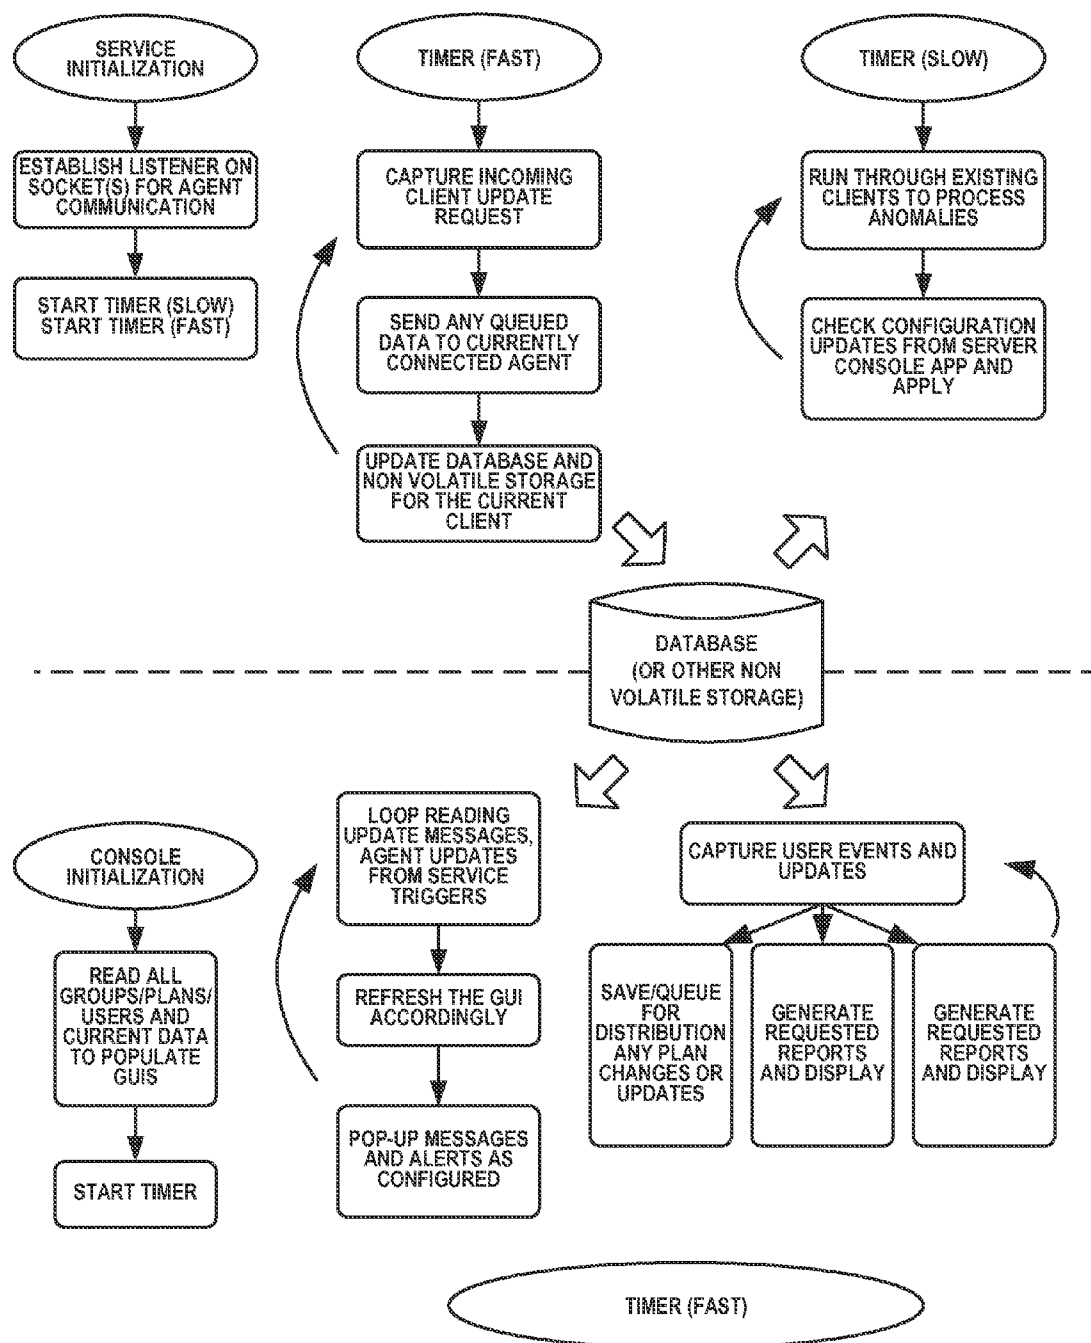 SERVICE
INITIALIZATION
ESTABLISH LISTENER ON
SOCKET(S) FOR AGENT
COMMUNICATION
START TIMER (SLOW)
START TIMER (FAST)
TIMER (FAST)
CAPTURE INCOMING
CLIENT UPDATE
REQUEST
SEND ANY QUEUED
DATA TO CURRENTLY
CONNECTED AGENT
UPDATE DATABASE AND
NON VOLATILE STORAGE
FOR THE CURRENT
CLIENT
TIMER (SLOW)
RUN THROUGH EXISTING
CLIENTS TO PROCESS
ANOMALIES
CHECK CONFIGURATION
UPDATES FROM SERVER
CONSOLE APP AND
APPLY
DATABASE
(OR OTHER NON
VOLATILE STORAGE)
CONSOLE
INITIALIZATION
READ ALL
GROUPS/PLANS/
USERS AND
CURRENT DATA
TO POPULATE
GUIS
START TIMER
LOOP READING
UPDATE MESSAGES,
AGENT UPDATES
FROM SERVICE
TRIGGERS
REFRESH THE GUI
ACCORDINGLY
POP-UP MESSAGES
AND ALERTS AS
CONFIGURED
CAPTURE USER EVENTS AND
UPDATES
SAVE/QUEUE
FOR
DISTRIBUTION
ANY PLAN
CHANGES OR
UPDATES
GENERATE
REQUESTED
REPORTS
AND DISPLAY
GENERATE
REQUESTED
REPORTS
AND DISPLAY
TIMER (FAST)